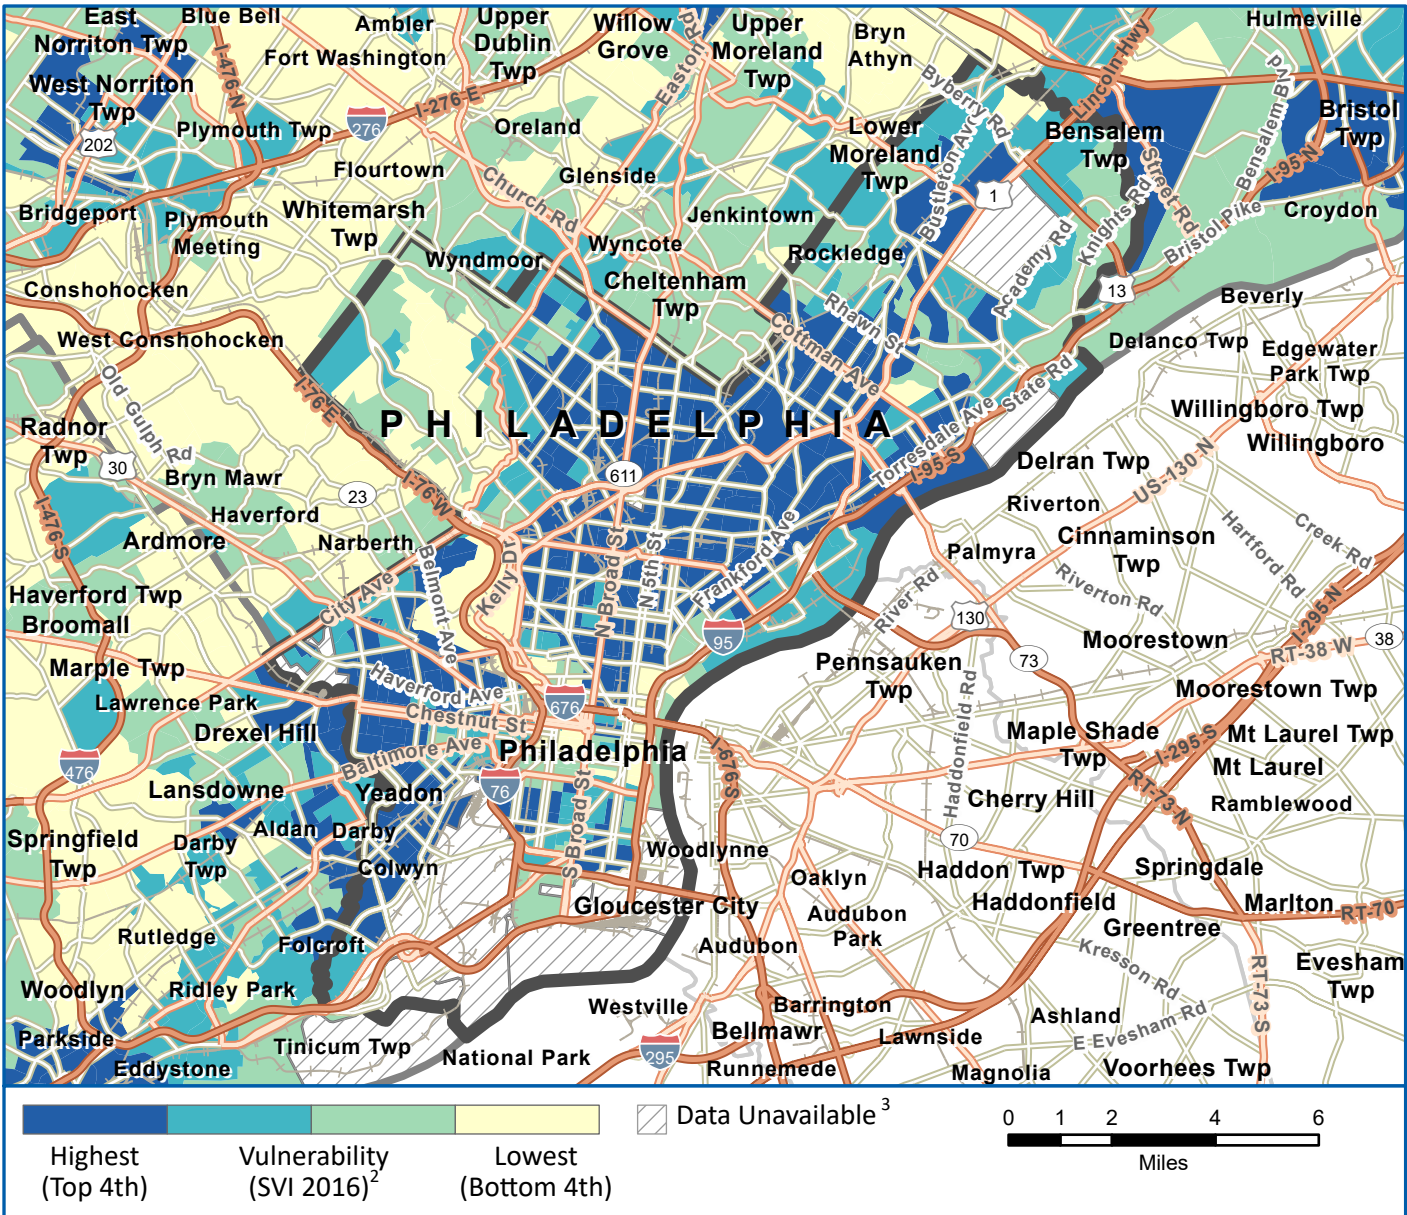 East
Norriton Twp
Blue Bell
Ambler
Upper
Dublin
Twp
Willow
Grove
Upper
Moreland
Twp
Bryn
Athyn
Hulmeville
Fort Washington
West Norriton
Twp
I-476 N
Easton Rd
Lincoln Hwy
Bensalem Blvd
Bristol
Twp
202
Plymouth Twp
276
I-276 E
Oreland
Byberry Rd
Lower
Moreland
Twp
Bustleton Ave
Bensalem
Twp
Street Rd
I-95 N
Flourtown
Church Rd
Glenside
1
Bridgeport
Plymouth
Meeting
Whitemarsh
Twp
Jenkintown
Knights Rd
Bristol Pike
Croydon
Wyndmoor
Wyncote
Rockledge
Academy Rd
Cheltenham
Twp
Conshohocken
13
Beverly
Rhawn St
Cottman Ave
West Conshohocken
Delanco Twp
Edgewater
Park Twp
Old Gulph Rd
I-76 E
State Rd
Radnor
Twp
PHILADELPHIA
Torresdale Ave
Willingboro Twp
Willingboro
30
Bryn Mawr
23
I-76 W
611
I-95 S
Delran Twp
US-130 N
I-476 S
Haverford
Riverton
Ardmore
Narberth
Belmont Ave
Kelly Dr
N Broad St
N 5th St
Frankford Ave
Palmyra
Cinnaminson
Twp
Hartford Rd
Creek Rd
Haverford Twp
Broomall
City Ave
River Rd
Riverton Rd
I-295 N
130
95
Moorestown
38
RT-38 W
Marple Twp
Haverford Ave
Pennsauken
Twp
73
Lawrence Park
Chestnut St
676
Haddonfield Rd
Moorestown Twp
Drexel Hill
Baltimore Ave
Philadelphia
I-676 S
Maple Shade
Twp
I-295 S
Mt Laurel Twp
Mt Laurel
476
76
Lansdowne
Yeadon
Cherry Hill
RT-73 N
Ramblewood
Springfield
Twp
Darby
Twp
Aldan
Darby
Colwyn
S Broad St
Woodlynne
70
Oaklyn
Haddon Twp
Springdale
Gloucester City
Audubon
Park
Haddonfield
Marlton
RT-70
Greentree
Rutledge
Folcroft
Audubon
Kresson Rd
RT-73 S
Evesham
Twp
Woodlyn
Ridley Park
Westville
Barrington
Ashland
Parkside
Bellmawr
Lawnside
E Evesham Rd
Tinicum Twp
National Park
295
Eddystone
Runnemede
Magnolia
Voorhees Twp
Data Unavailable 3
0 1 2 4 6
Miles
Highest
(Top 4th)
Vulnerability
(SVI 2016)2
Lowest
(Bottom 4th)